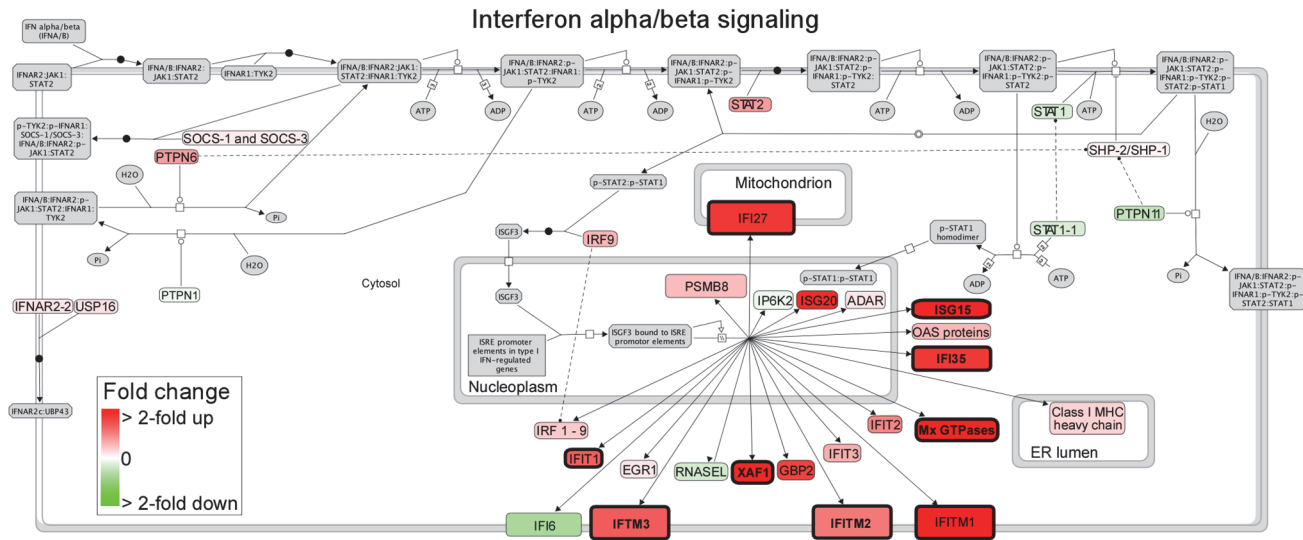 Interferon alpha/beta signaling
IFN alpha/beta
(IFNA/B)
IFNAR2:JAK1:
STAT2
IFNA/B:IFNAR2:
JAK1:STAT2
IFNAR1:TYK2
IFNA/B:IFNAR2:JAK1:
STAT2:IFNAR1:TYK2
ATP
ADP
IFNA/B:IFNAR2:p-
JAK1:STAT2:IFNAR1:
p-TYK2
ATP
ADP
IFNA/B:IFNAR2:p-
JAK1:STAT2:p-
IFNAR1:p-TYK2
STAT2
IFNA/B:IFNAR2:p-
JAK1:STAT2:p-
IFNAR1:p-TYK2:
STAT2
ATP
ADP
IFNA/B:IFNAR2:p-
JAK1:STAT2:p-
IFNAR1:p-TYK2:p-
STAT2
STAT1
ATP
IFNA/B:IFNAR2:p-
JAK1:STAT2:p-
IFNAR1:p-TYK2:p-
STAT2:p-STAT1
H2O
p-TYK2:p-IFNAR1:
SOCS-1/SOCS-3:
IFNA/B:IFNAR2:p-
JAK1:STAT2
SOCS-1 and SOCS-3
PTPN6
SHP-2/SHP-1
H2O
IFNA/B:IFNAR2:p-
JAK1:STAT2:IFNAR1:
TYK2
Pi
Pi
H2O
PTPN1
p-STAT2:p-STAT1
Mitochondrion
IFI27
ISGF3
IRF9
p-STAT1
homodimer
STAT1-1
PTPN11
ADP
ATP
Pi
IFNA/B:IFNAR2:p-
JAK1:STAT2:p-
IFNAR1:p-TYK2:p-
STAT2:STAT1
Cytosol
ISGF3
p-STAT1:p-STAT1
PSMB8
IP6K2
ISG20
ADAR
ISG15
OAS proteins
IFI35
IFNAR2-2
USP16
ISRE promoter
elements in type I
IFN-regulated
genes
ISGF3 bound to ISRE
promotor elements
Nucleoplasm
IFNAR2c:UBP43
Fold change
> 2-fold up
0
> 2-fold down
IRF 1 - 9
IFIT1
EGR1
RNASEL
XAF1
GBP2
IFIT3
IFIT2
Mx GTPases
Class I MHC
heavy chain
ER lumen
IFI6
IFTM3
IFITM2
IFITM1